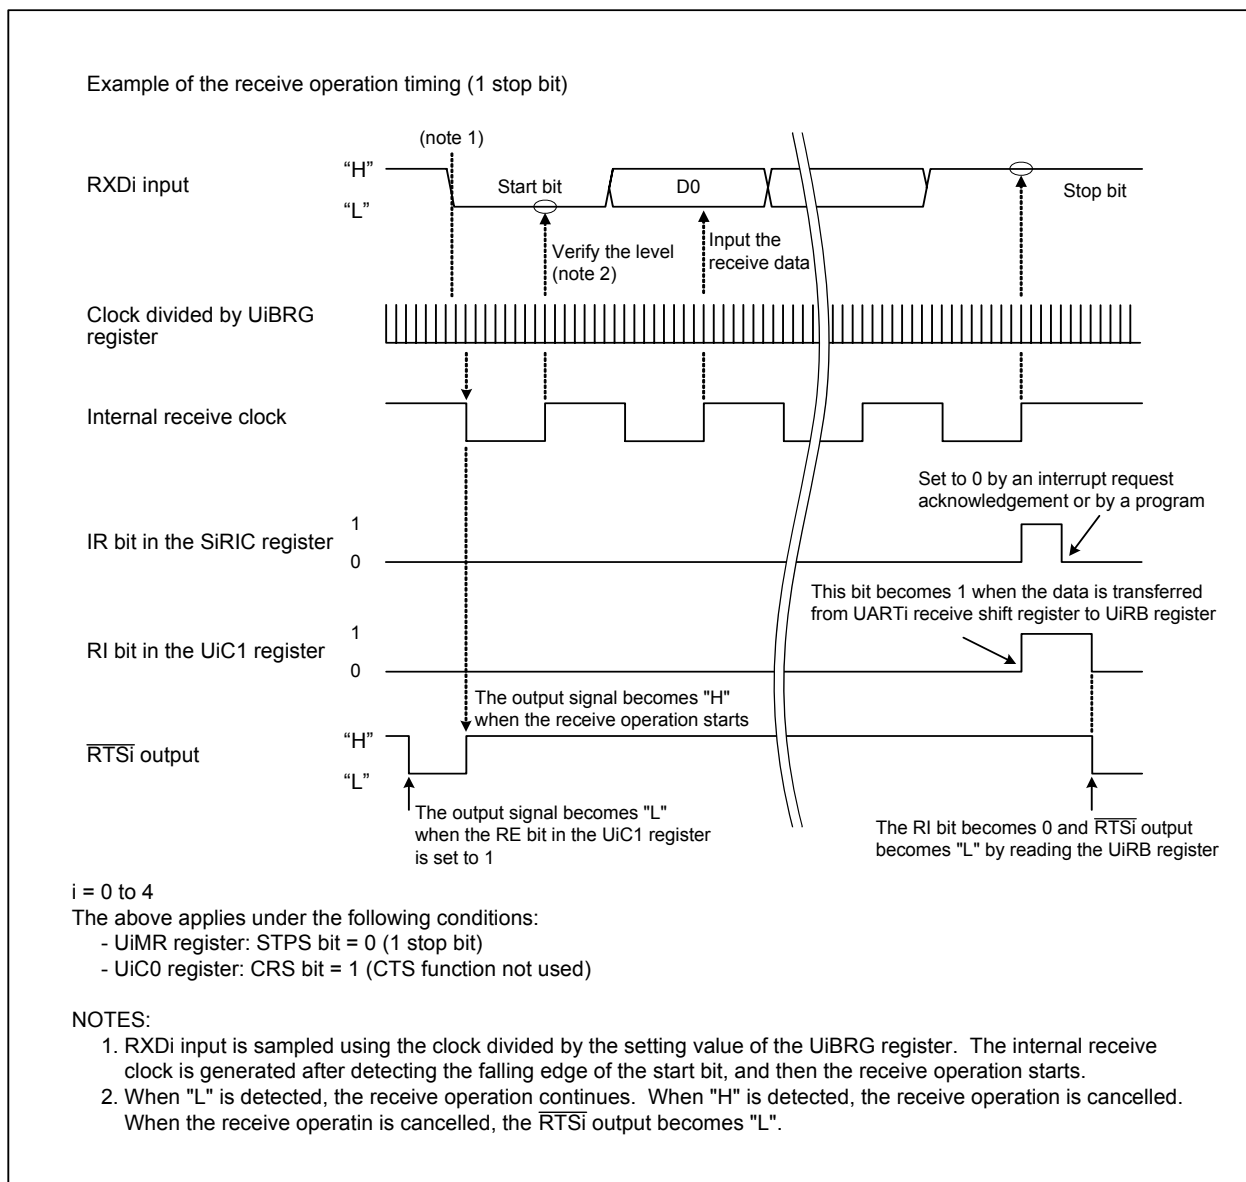 Example of the receive operation timing (1 stop bit)
(note 1)
RXDi input
“H”
“L”
Start bit
D0
Stop bit
Verify the level
(note 2)
Input the
receive data
Clock divided by UiBRG
register
Internal receive clock
Set to 0 by an interrupt request
acknowledgement or by a program
IR bit in the SiRIC register
1
0
This bit becomes 1 when the data is transferred
from UARTi receive shift register to UiRB register
RI bit in the UiC1 register
1
0
The output signal becomes "H"
when the receive operation starts
RTSi output
“H”
“L”
The output signal becomes "L"
when the RE bit in the UiC1 register
is set to 1
The RI bit becomes 0 and RTSi output
becomes "L" by reading the UiRB register
i = 0 to 4
The above applies under the following conditions:
- UiMR register: STPS bit = 0 (1 stop bit)
- UiC0 register: CRS bit = 1 (CTS function not used)
NOTES:
1. RXDi input is sampled using the clock divided by the setting value of the UiBRG register. The internal receive
clock is generated after detecting the falling edge of the start bit, and then the receive operation starts.
2. When "L" is detected, the receive operation continues. When "H" is detected, the receive operation is cancelled.
When the receive operatin is cancelled, the RTSi output becomes "L".